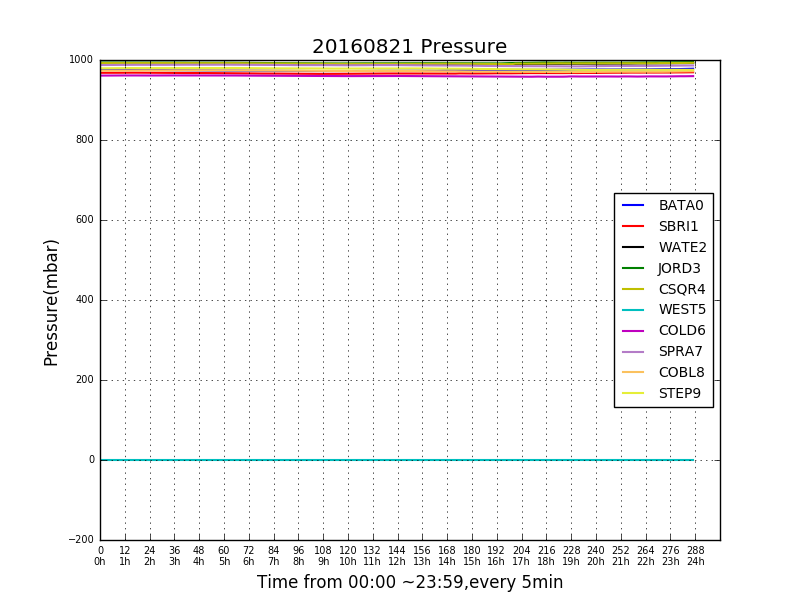 20160821 Pressure
1000
800
600
400
200
0
−200
Pressure(mbar)
BATA0
SBRI1
WATE2
JORD3
CSQR4
WEST5
COLD6
SPRA7
COBL8
STEP9
0 12 24 36 48 60 72 84 96 108 120 132 144 156 168 180 192 204 216 228 240 252 264 276 288
0h 1h 2h 3h 4h 5h 6h 7h 8h 9h 10h 11h 12h 13h 14h 15h 16h 17h 18h 19h 20h 21h 22h 23h 24h
Time from 00:00 ~23:59,every 5min